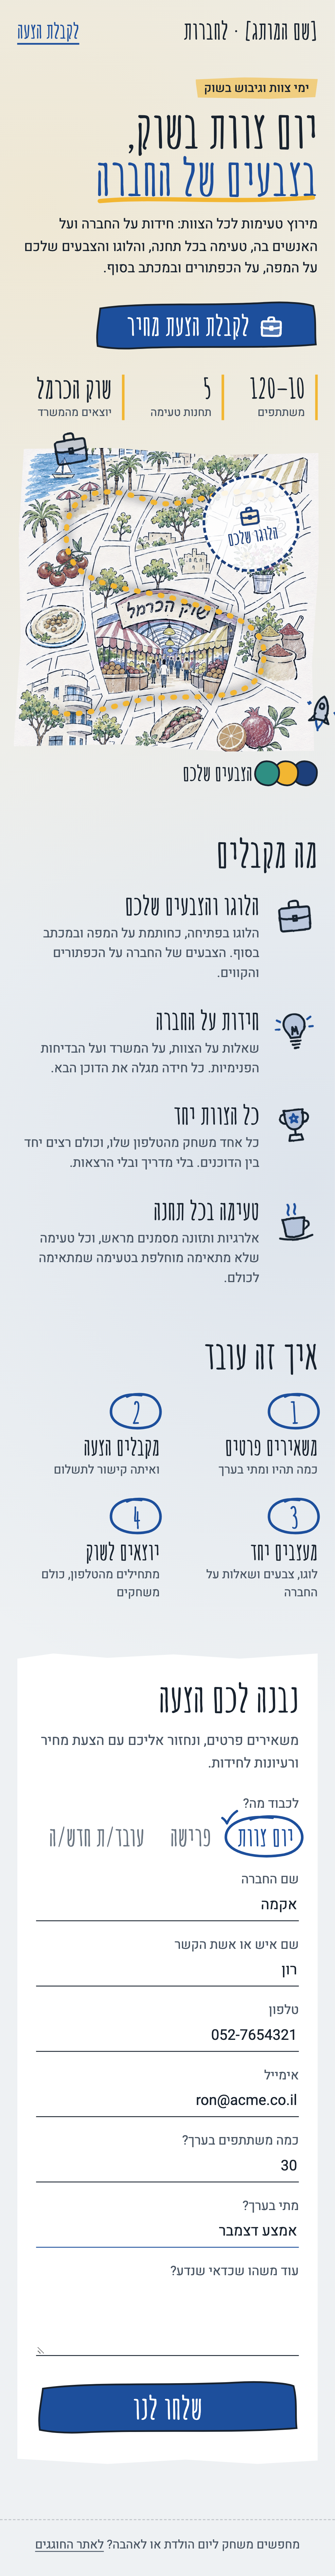 [שם המותג] · לחברות
לקבלת הצעה
ימי צוות וגיבוש בשוק
יום צוות בשוק,
בצבעים של החברה
מירוץ טעימות לכל הצוות: חידות על החברה ועל
האנשים בה, טעימה בכל תחנה, והלוגו והצבעים שלכם
על המפה, על הכפתורים ובמכתב בסוף.
לקבלת הצעת מחיר
10–120
משתתפים
5
תחנות טעימה
שוק הכרמל
יוצאים מהמשרד
הלוגו שלכם
שוק הכרמל
הצבעים שלכם
מה מקבלים
הלוגו והצבעים שלכם
הלוגו בפתיחה, כחותמת על המפה ובמכתב
בסוף. הצבעים של החברה על הכפתורים
והקווים.
חידות על החברה
שאלות על הצוות, על המשרד ועל הבדיחות
הפנימיות. כל חידה מגלה את הדוכן הבא.
כל הצוות יחד
כל אחד משחק מהטלפון שלו, וכולם רצים יחד
בין הדוכנים. בלי מדריך ובלי הרצאות.
טעימה בכל תחנה
אלרגיות ותזונה מסמנים מראש, וכל טעימה
שלא מתאימה מוחלפת בטעימה שמתאימה
לכולם.
איך זה עובד
1
משאירים פרטים
כמה תהיו ומתי בערך
2
מקבלים הצעה
ואיתה קישור לתשלום
3
מעצבים יחד
לוגו, צבעים ושאלות על
החברה
4
יוצאים לשוק
מתחילים מהטלפון, כולם
משחקים
נבנה לכם הצעה
משאירים פרטים, ונחזור אליכם עם הצעת מחיר
ורעיונות לחידות.
לכבוד מה?
יום צוות
פרישה
עובד/ת חדש/ה
שם החברה
אקמה
שם איש או אשת הקשר
רון
טלפון
052-7654321
אימייל
ron@acme.co.il
כמה משתתפים בערך?
30
מתי בערך?
אמצע דצמבר
עוד משהו שכדאי שנדע?
שלחו לנו
מחפשים משחק ליום הולדת או לאהבה? לאתר החוגגים